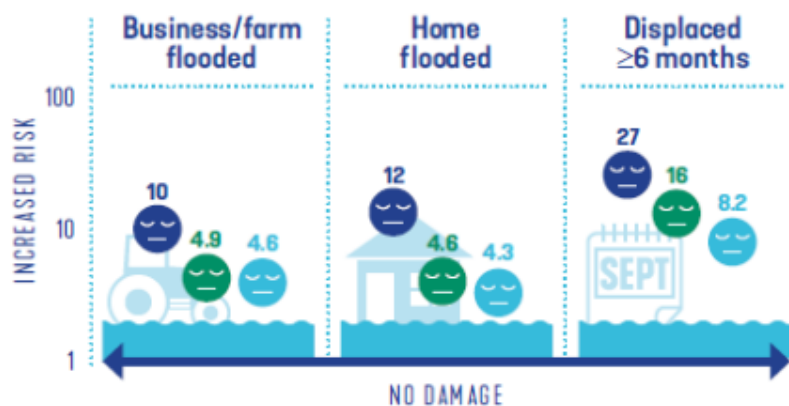 Business/farm
flooded
Home
flooded
Displaced
≥6 months
INCREASED RISK
100
10
1
10
4.9
4.6
12
4.6
4.3
27
16
8.2
SEPT
NO DAMAGE